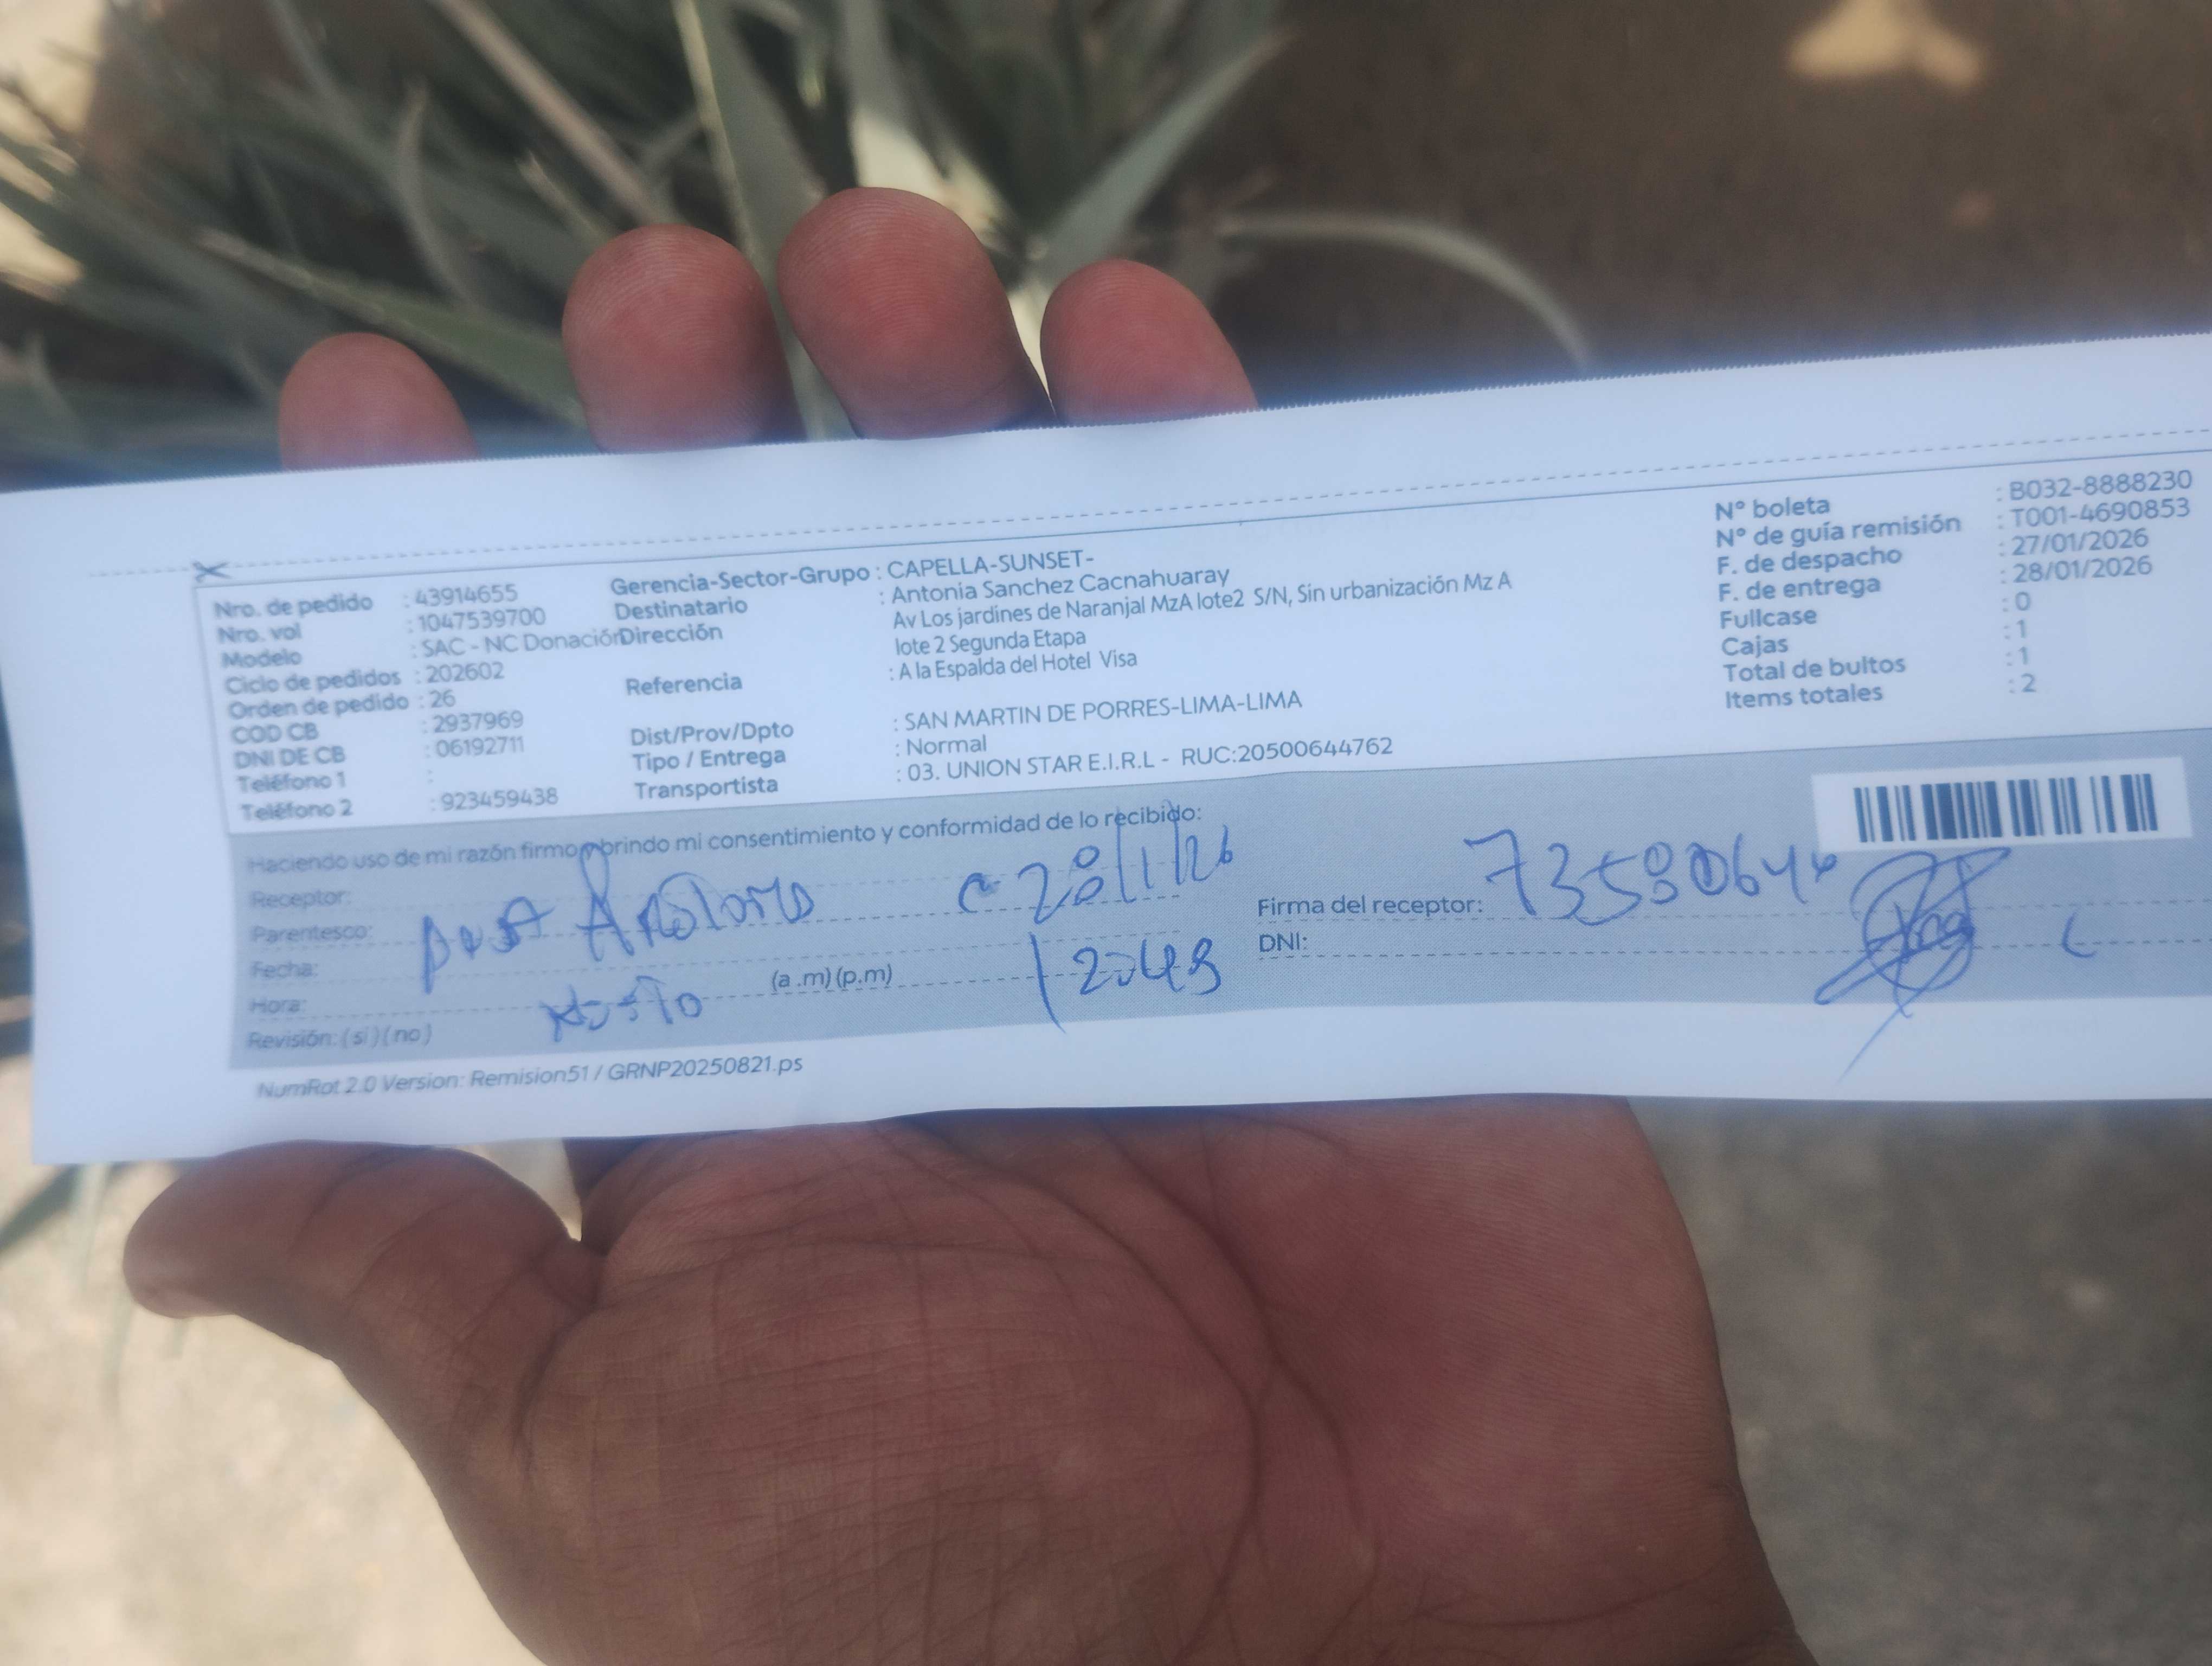 Nro. de pedido : 43914655
Nro. vol : 1047539700
Modelo : SAC - NC Donación
Ciclo de pedidos : 202602
Orden de pedido : 26
COD CB : 2937969
DNI DE CB : 06192711
Teléfono 1 :
Teléfono 2 : 923459438
Gerencia-Sector-Grupo : CAPELLA-SUNSET-
Destinatario : Antonia Sanchez Cacnahuaray
Dirección Av Los jardines de Naranjal MzA lote2 S/N, Sin urbanización Mz A
lote 2 Segunda Etapa
Referencia : A la Espalda del Hotel Visa
Dist/Prov/Dpto : SAN MARTIN DE PORRES-LIMA-LIMA
Tipo / Entrega : Normal
Transportista : 03. UNION STAR E.I.R.L - RUC:20500644762
N° boleta : B032-8888230
N° de guía remisión : T001-4690853
F. de despacho : 27/01/2026
F. de entrega : 28/01/2026
Fullcase : 0
Cajas : 1
Total de bultos : 1
Items totales : 2
Haciendo uso de mi razón firmo brindo mi consentimiento y conformidad de lo recibido:
Receptor:
Parentesco: 28/1/26
Fecha:
Hora: (a.m) (p.m)
Revisión: ( si ) ( no )
Firma del receptor:
DNI:
NumRot 2.0 Version: Remision51 / GRNP20250821.ps